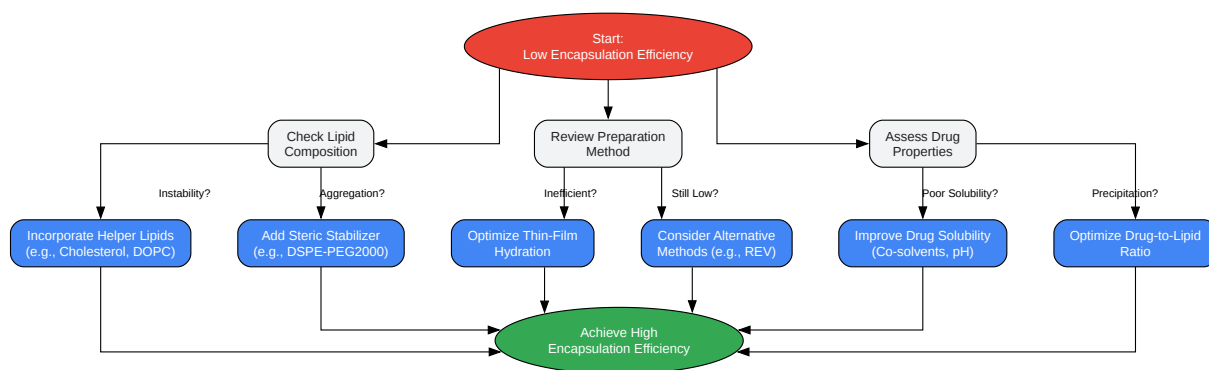 Start:
Low Encapsulation Efficiency
Check Lipid
Composition
Review Preparation
Method
Assess Drug
Properties
Instability?
Aggregation?
Inefficient?
Still Low?
Poor Solubility?
Precipitation?
Incorporate Helper Lipids
(e.g., Cholesterol, DOPC)
Add Steric Stabilizer
(e.g., DSPE-PEG2000)
Optimize Thin-Film
Hydration
Consider Alternative
Methods (e.g., REV)
Improve Drug Solubility
(Co-solvents, pH)
Optimize Drug-to-Lipid
Ratio
Achieve High
Encapsulation Efficiency